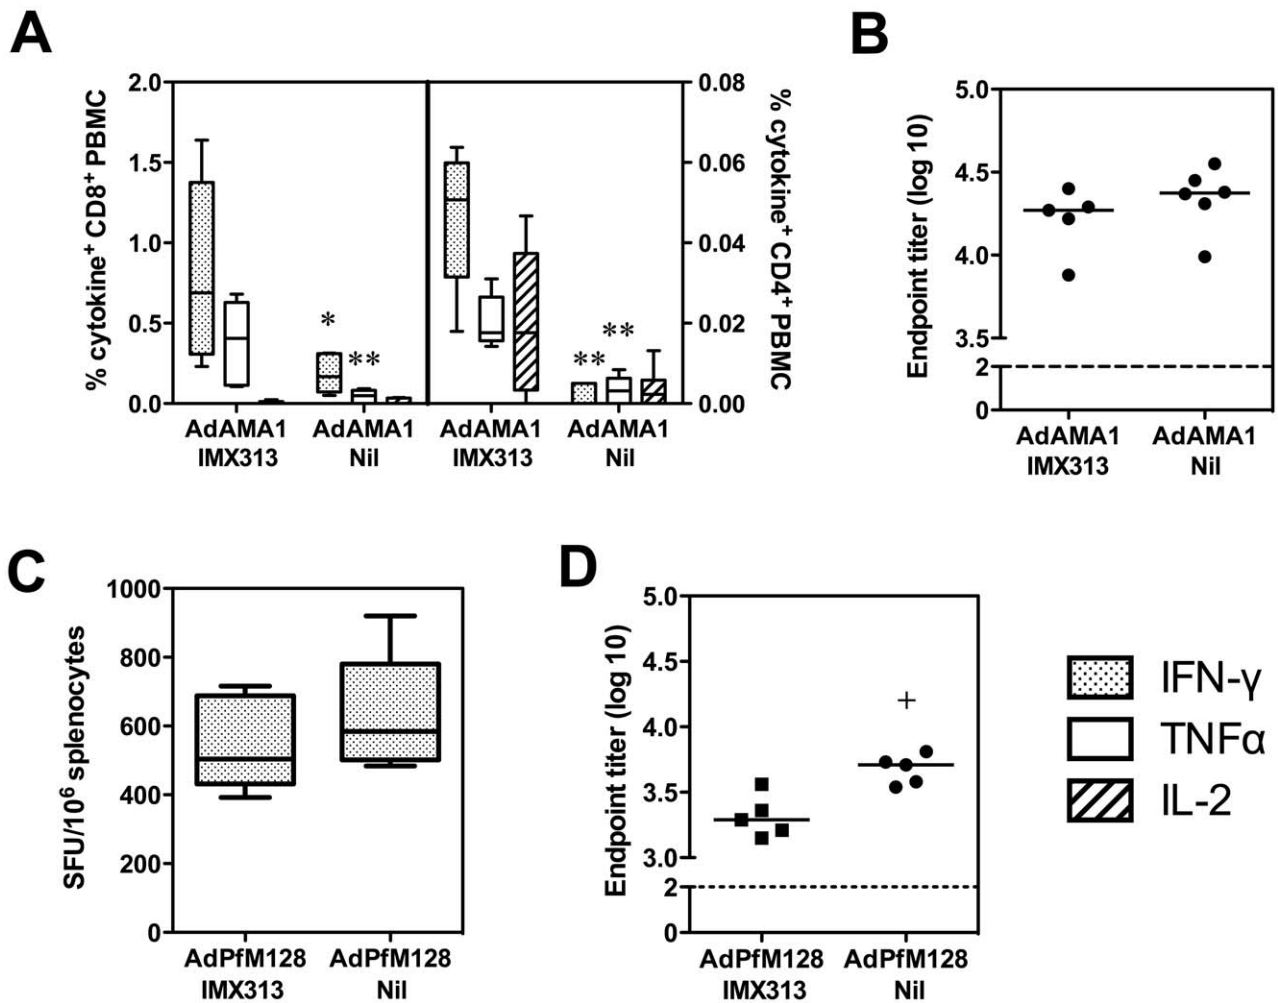 A
% cytokine⁺ CD8⁺ PBMC
2.0
1.5
1.0
0.5
0.0
*
**
**
**
0.08
0.06
0.04
0.02
0.00
% cytokine⁺ CD4⁺ PBMC
AdAMA1 AdAMA1 AdAMA1 AdAMA1
IMX313 Nil IMX313 Nil
B
Endpoint titer (log 10)
5.0
4.5
4.0
3.5
2
0
AdAMA1 AdAMA1
IMX313 Nil
C
SFU/10⁶ splenocytes
1000
800
600
400
200
0
AdPfM128 AdPfM128
IMX313 Nil
D
Endpoint titer (log 10)
5.0
4.5
4.0
3.5
3.0
2
0
+
AdPfM128 AdPfM128
IMX313 Nil
IFN-γ
TNFα
IL-2